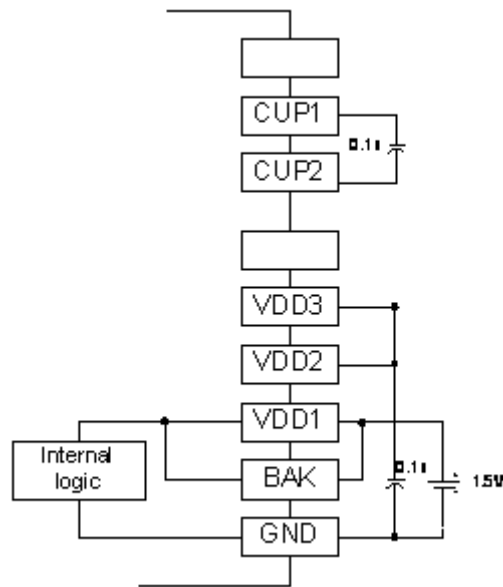 CUP1
0.1u
CUP2
VDD3
VDD2
VDD1
Internal
logic
BAK
0.1u
1.5V
GND